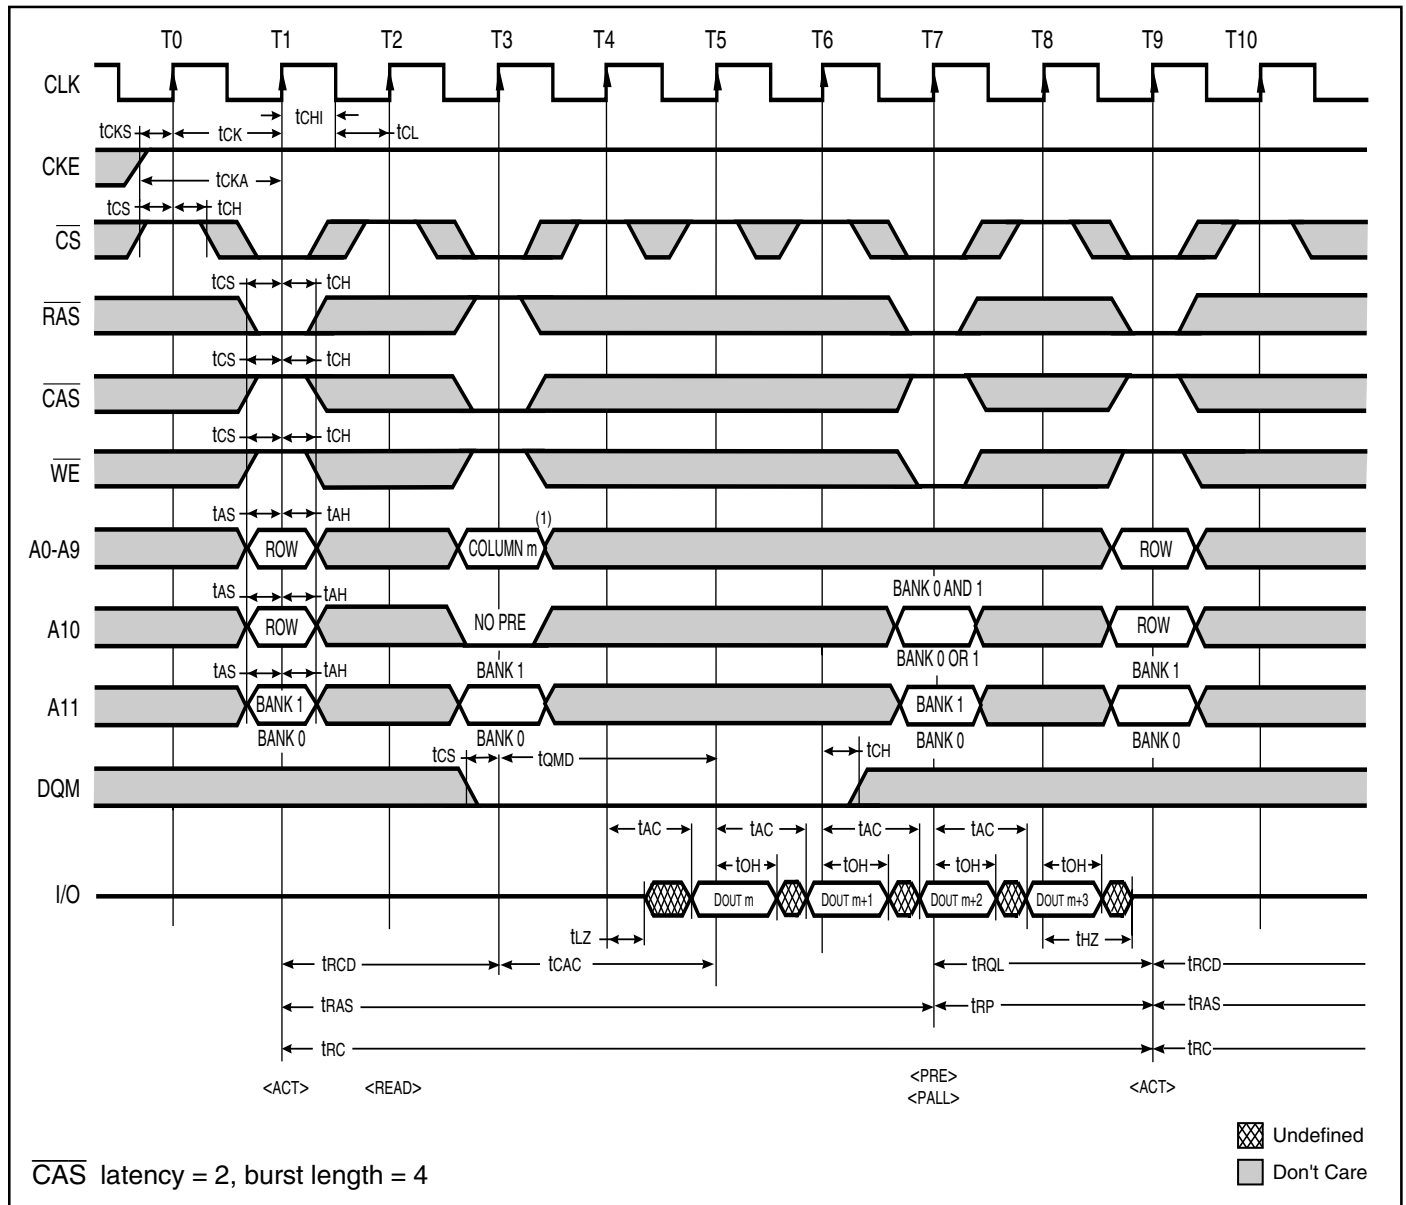 T0 T1 T2 T3 T4 T5 T6 T7 T8 T9 T10
CLK
tCHI
tCKS tCK tCL
CKE
tCKA
tCS tCH
CS
tCS tCH
RAS
tCS tCH
CAS
tCS tCH
WE
tAS tAH (1)
A0-A9 ROW COLUMN m ROW
tAS tAH BANK 0 AND 1
A10 ROW NO PRE ROW
BANK 0 OR 1
tAS tAH BANK 1 BANK 1
A11 BANK 1 BANK 1
BANK 0 BANK 0 BANK 0 BANK 0
tCS tQMD tCH
DQM
tAC tAC tAC tAC
tOH tOH tOH tOH
I/O DOUT m DOUT m+1 DOUT m+2 DOUT m+3
tLZ tHZ
tRCD tCAC tRQL tRCD
tRAS tRP tRAS
tRC tRC
<ACT> <READ> <PRE> <ACT>
<PALL>
Undefined
CAS latency = 2, burst length = 4
Don't Care